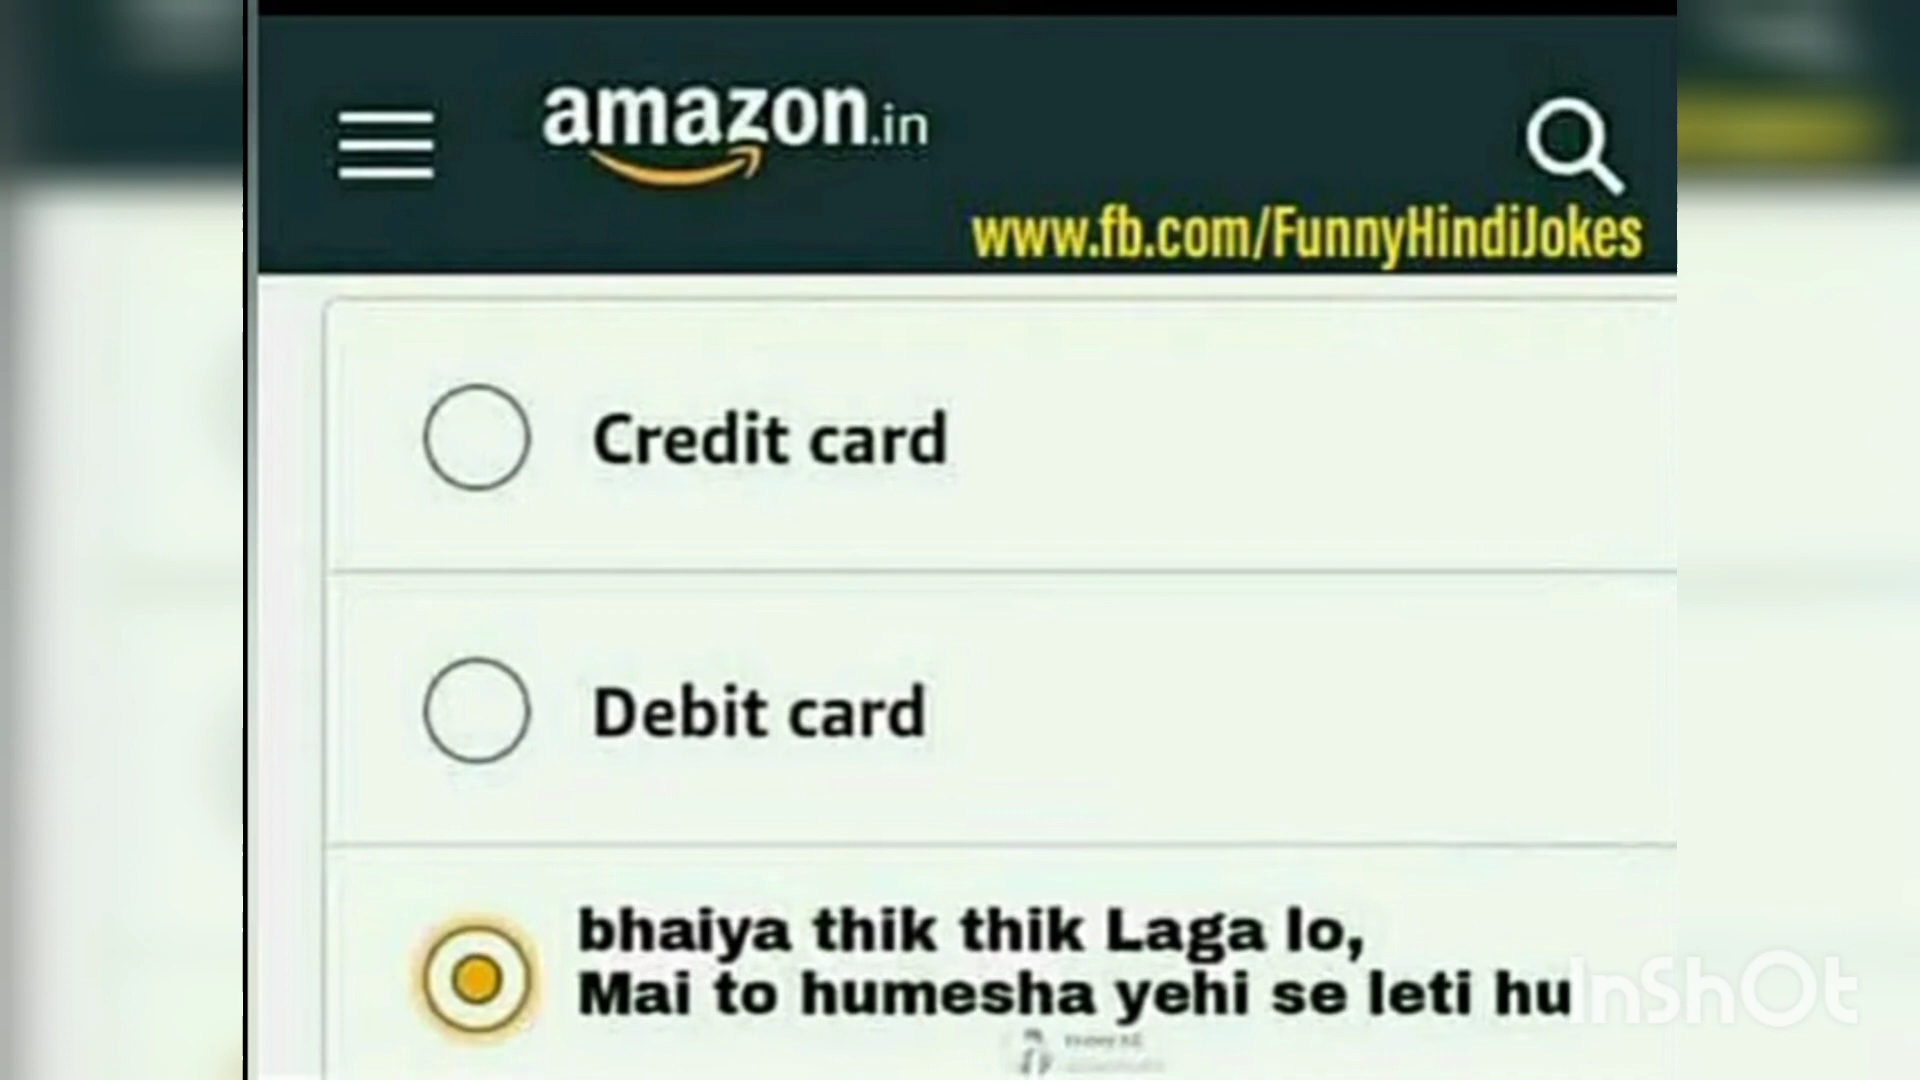 amazon.in
www.fb.com/FunnyHindiJokes
Credit card
Debit card
bhaiya thik thik Laga lo,
Mai to humesha yehi se leti hu
InShOt